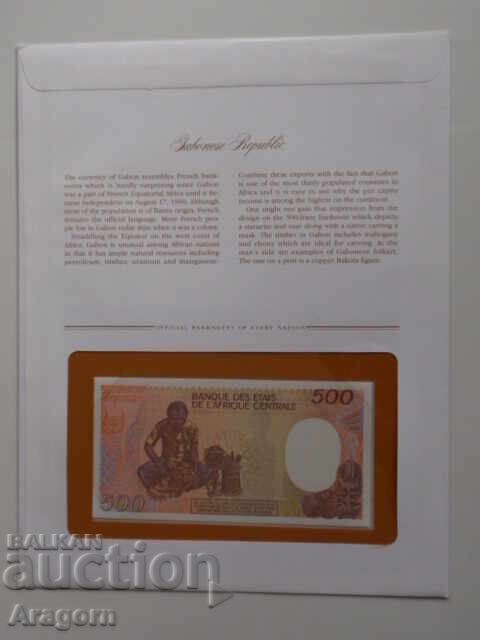 Gabonese Republic
The currency of Gabon resembles French bank-
notes which is hardly surprising since Gabon
was a part of French Equatorial Africa until it be-
came independent on August 17, 1960. Although
most of the population is of Bantu origin, French
remains the official language. More French peo-
ple live in Gabon today than when it was a colony.
Straddling the Equator on the west coast of
Africa, Gabon is unusual among African nations
in that it has ample natural resources including
petroleum, timber, uranium and manganese.
Combine these exports with the fact that Gabon
is one of the most thinly populated countries in
Africa and it is easy to see why the per capita
income is among the highest on the continent.
One might not gain that impression from
the design on the 500-franc banknote which depicts
a statuette and vase along with a native carving a
mask. The timber in Gabon includes mahogany
and ebony which are ideal for carving. At the
man's side are examples of Gabonese folkart.
The one on a post is a copper Bakota figure.
OFFICIAL BANKNOTES OF EVERY NATION
BANQUE DES ETATS
DE L'AFRIQUE CENTRALE
500
500
BALKAN
auction
Aragorn